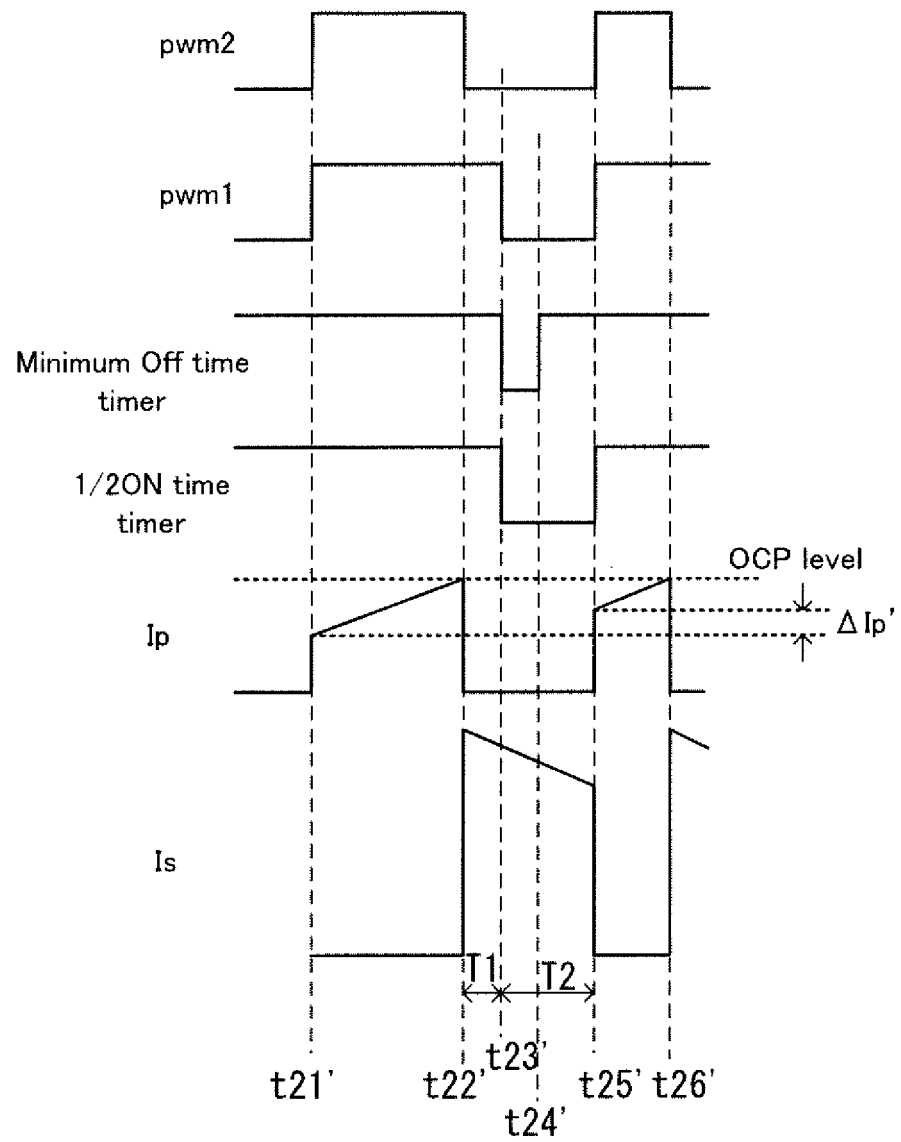 pwm2
pwm1
Minimum Off time
timer
1/2ON time
timer
OCP level
Ip
ΔIp'
Is
T1
T2
t21'
t22'
t23'
t24'
t25'
t26'